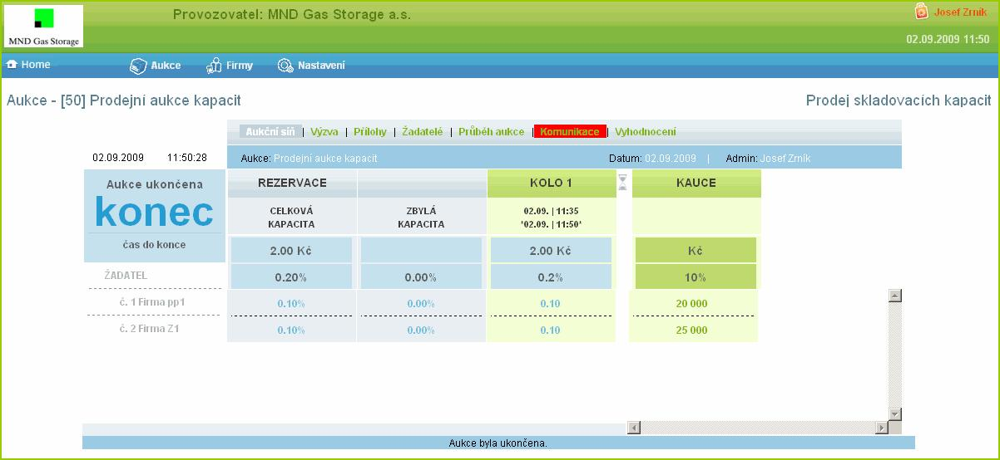 MND Gas Storage
Provozovatel: MND Gas Storage a.s.
Josef Zrník
02.09.2009 11:50
Home Aukce Firmy Nastavení
Aukce - [50] Prodejní aukce kapacit
Prodej skladovacích kapacit
Aukční síň | Výzva | Přílohy | Žadatelé | Průběh aukce | Komunikace | Vyhodnocení
02.09.2009 11:50:28
Aukce: Prodejní aukce kapacit Datum: 02.09.2009 | Admin: Josef Zrník
Aukce ukončena
konec
čas do konce
REZERVACE KOLO 1 KAUCE
CELKOVÁ ZBYLÁ 02.09. | 11:35
KAPACITA KAPACITA *02.09. | 11:50*
2.00 Kč 2.00 Kč Kč
0.20% 0.00% 0.2% 10%
ŽADATEL
č. 1 Firma pp1 0.10% 0.00% 0.10 20 000
č. 2 Firma Z1 0.10% 0.00% 0.10 25 000
Aukce byla ukončena.